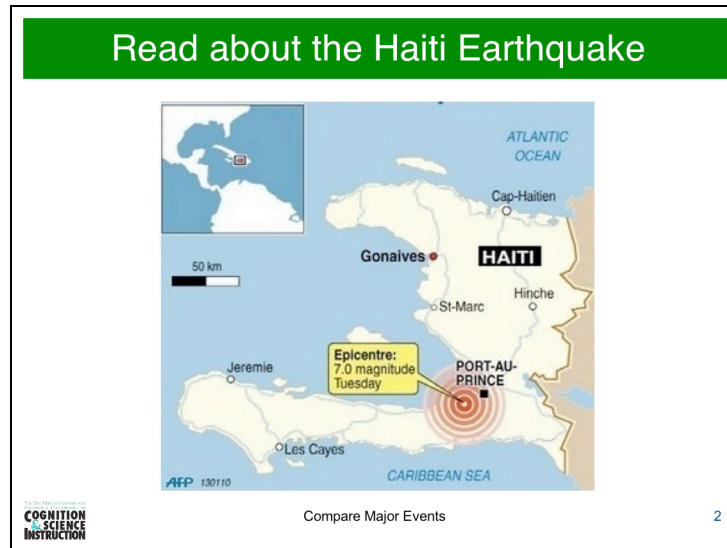 Read about the Haiti Earthquake
ATLANTIC
OCEAN
Cap-Haitien
Gonaives
HAITI
50 km
St-Marc
Hinche
Epicentre:
7.0 magnitude
Tuesday
PORT-AU-
PRINCE
Jeremie
Les Cayes
AFP 130110
CARIBBEAN SEA
COGNITION
& SCIENCE
INSTRUCTION
Compare Major Events
2